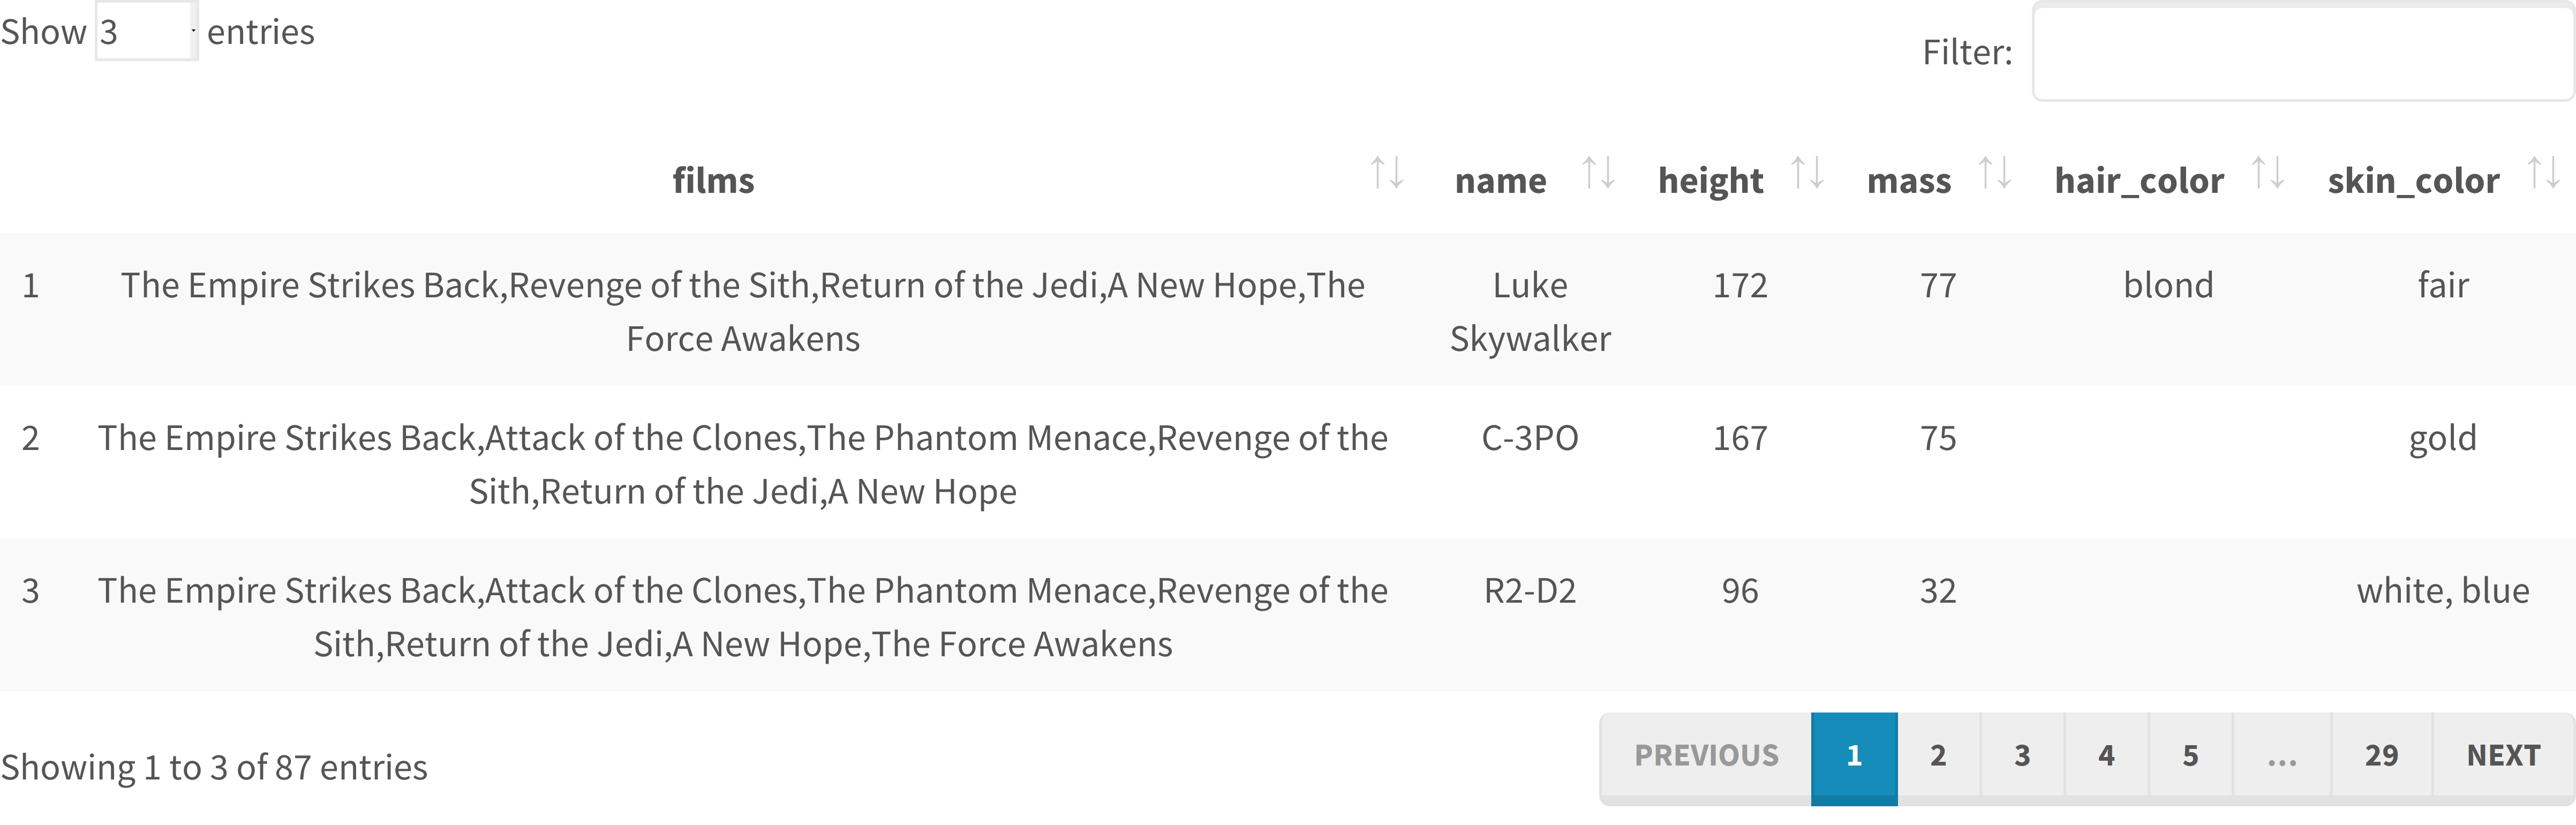 Show 3 entries
Filter:
films name height mass hair_color skin_color
1 The Empire Strikes Back,Revenge of the Sith,Return of the Jedi,A New Hope,The Luke 172 77 blond fair
Force Awakens Skywalker
2 The Empire Strikes Back,Attack of the Clones,The Phantom Menace,Revenge of the C-3PO 167 75 gold
Sith,Return of the Jedi,A New Hope
3 The Empire Strikes Back,Attack of the Clones,The Phantom Menace,Revenge of the R2-D2 96 32 white, blue
Sith,Return of the Jedi,A New Hope,The Force Awakens
Showing 1 to 3 of 87 entries
PREVIOUS 1 2 3 4 5 ... 29 NEXT